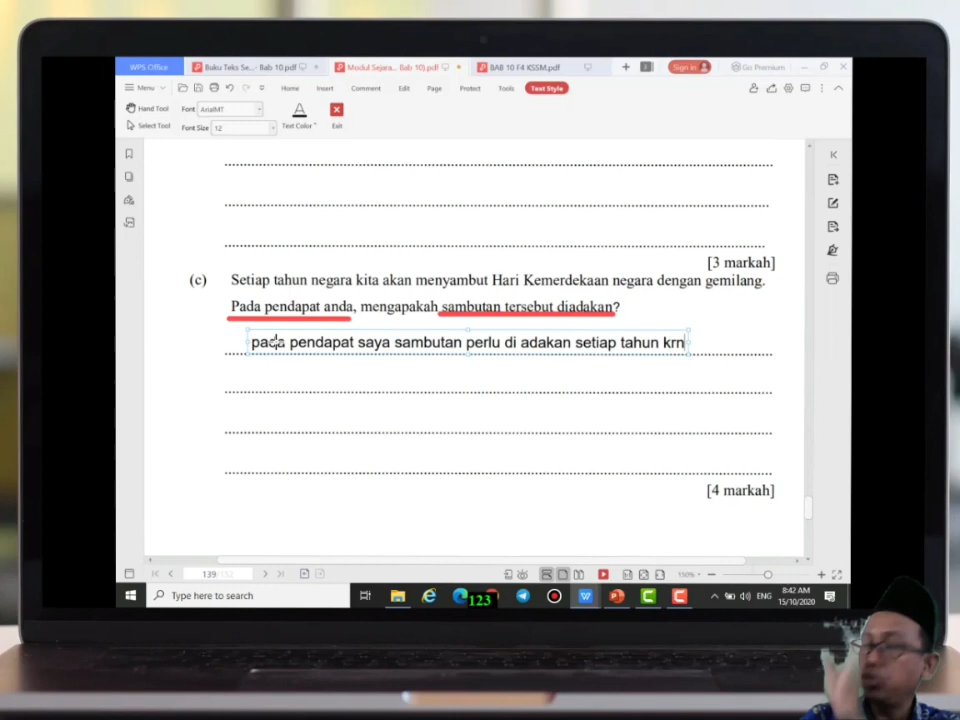 WPS Office
Buku Teks Se...- Bab 10.pdf
Modul Sejara... Bab 10).pdf
BAB 10 F4 KSSM.pdf
Sign in
Go Premium
Menu
Home
Insert
Comment
Edit
Page
Protect
Tools
Text Style
Hand Tool
Select Tool
Font
ArialMT
Font Size
12
Text Color
Exit
[3 markah]
(c) Setiap tahun negara kita akan menyambut Hari Kemerdekaan negara dengan gemilang.
Pada pendapat anda, mengapakah sambutan tersebut diadakan?
pada pendapat saya sambutan perlu di adakan setiap tahun krn
[4 markah]
139/152
150%
Type here to search
123
ENG
8:42 AM
15/10/2020